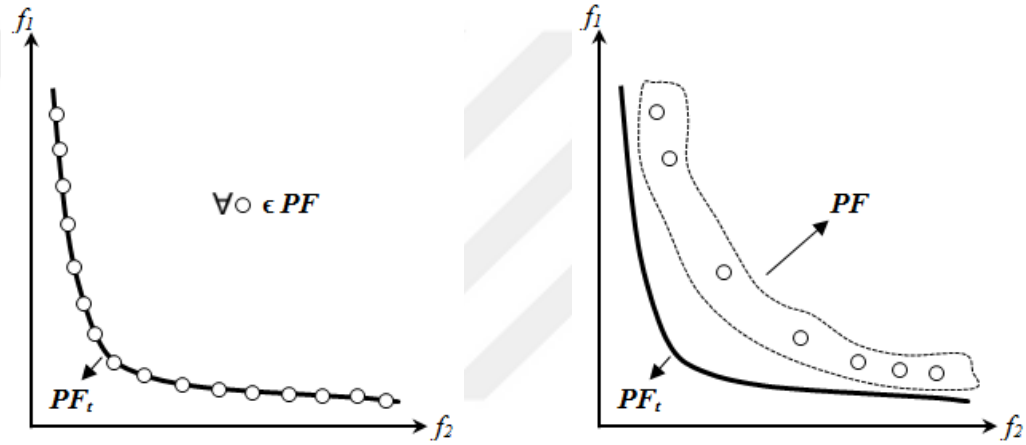 f₁
∀○ ϵ PF
PFₜ
f₂
f₁
PF
PFₜ
f₂